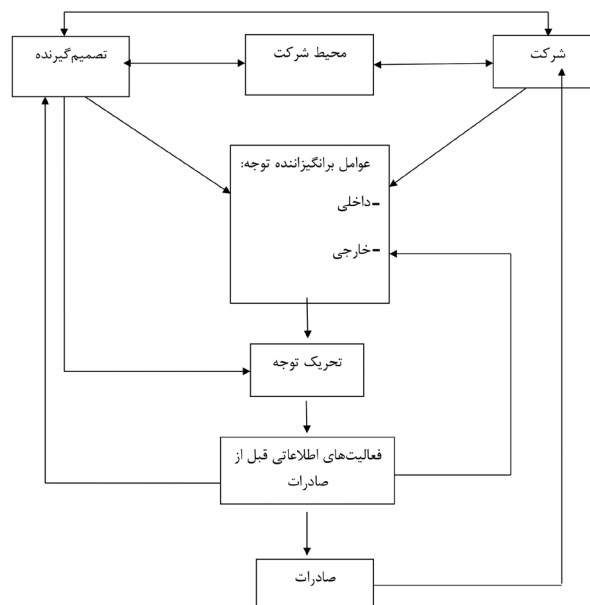 شرکت
محیط شرکت
تصمیم‌گیرنده
عوامل برانگیزاننده توجه:
-داخلی
-خارجی
تحریک توجه
فعالیت‌های اطلاعاتی قبل از
صادرات
صادرات